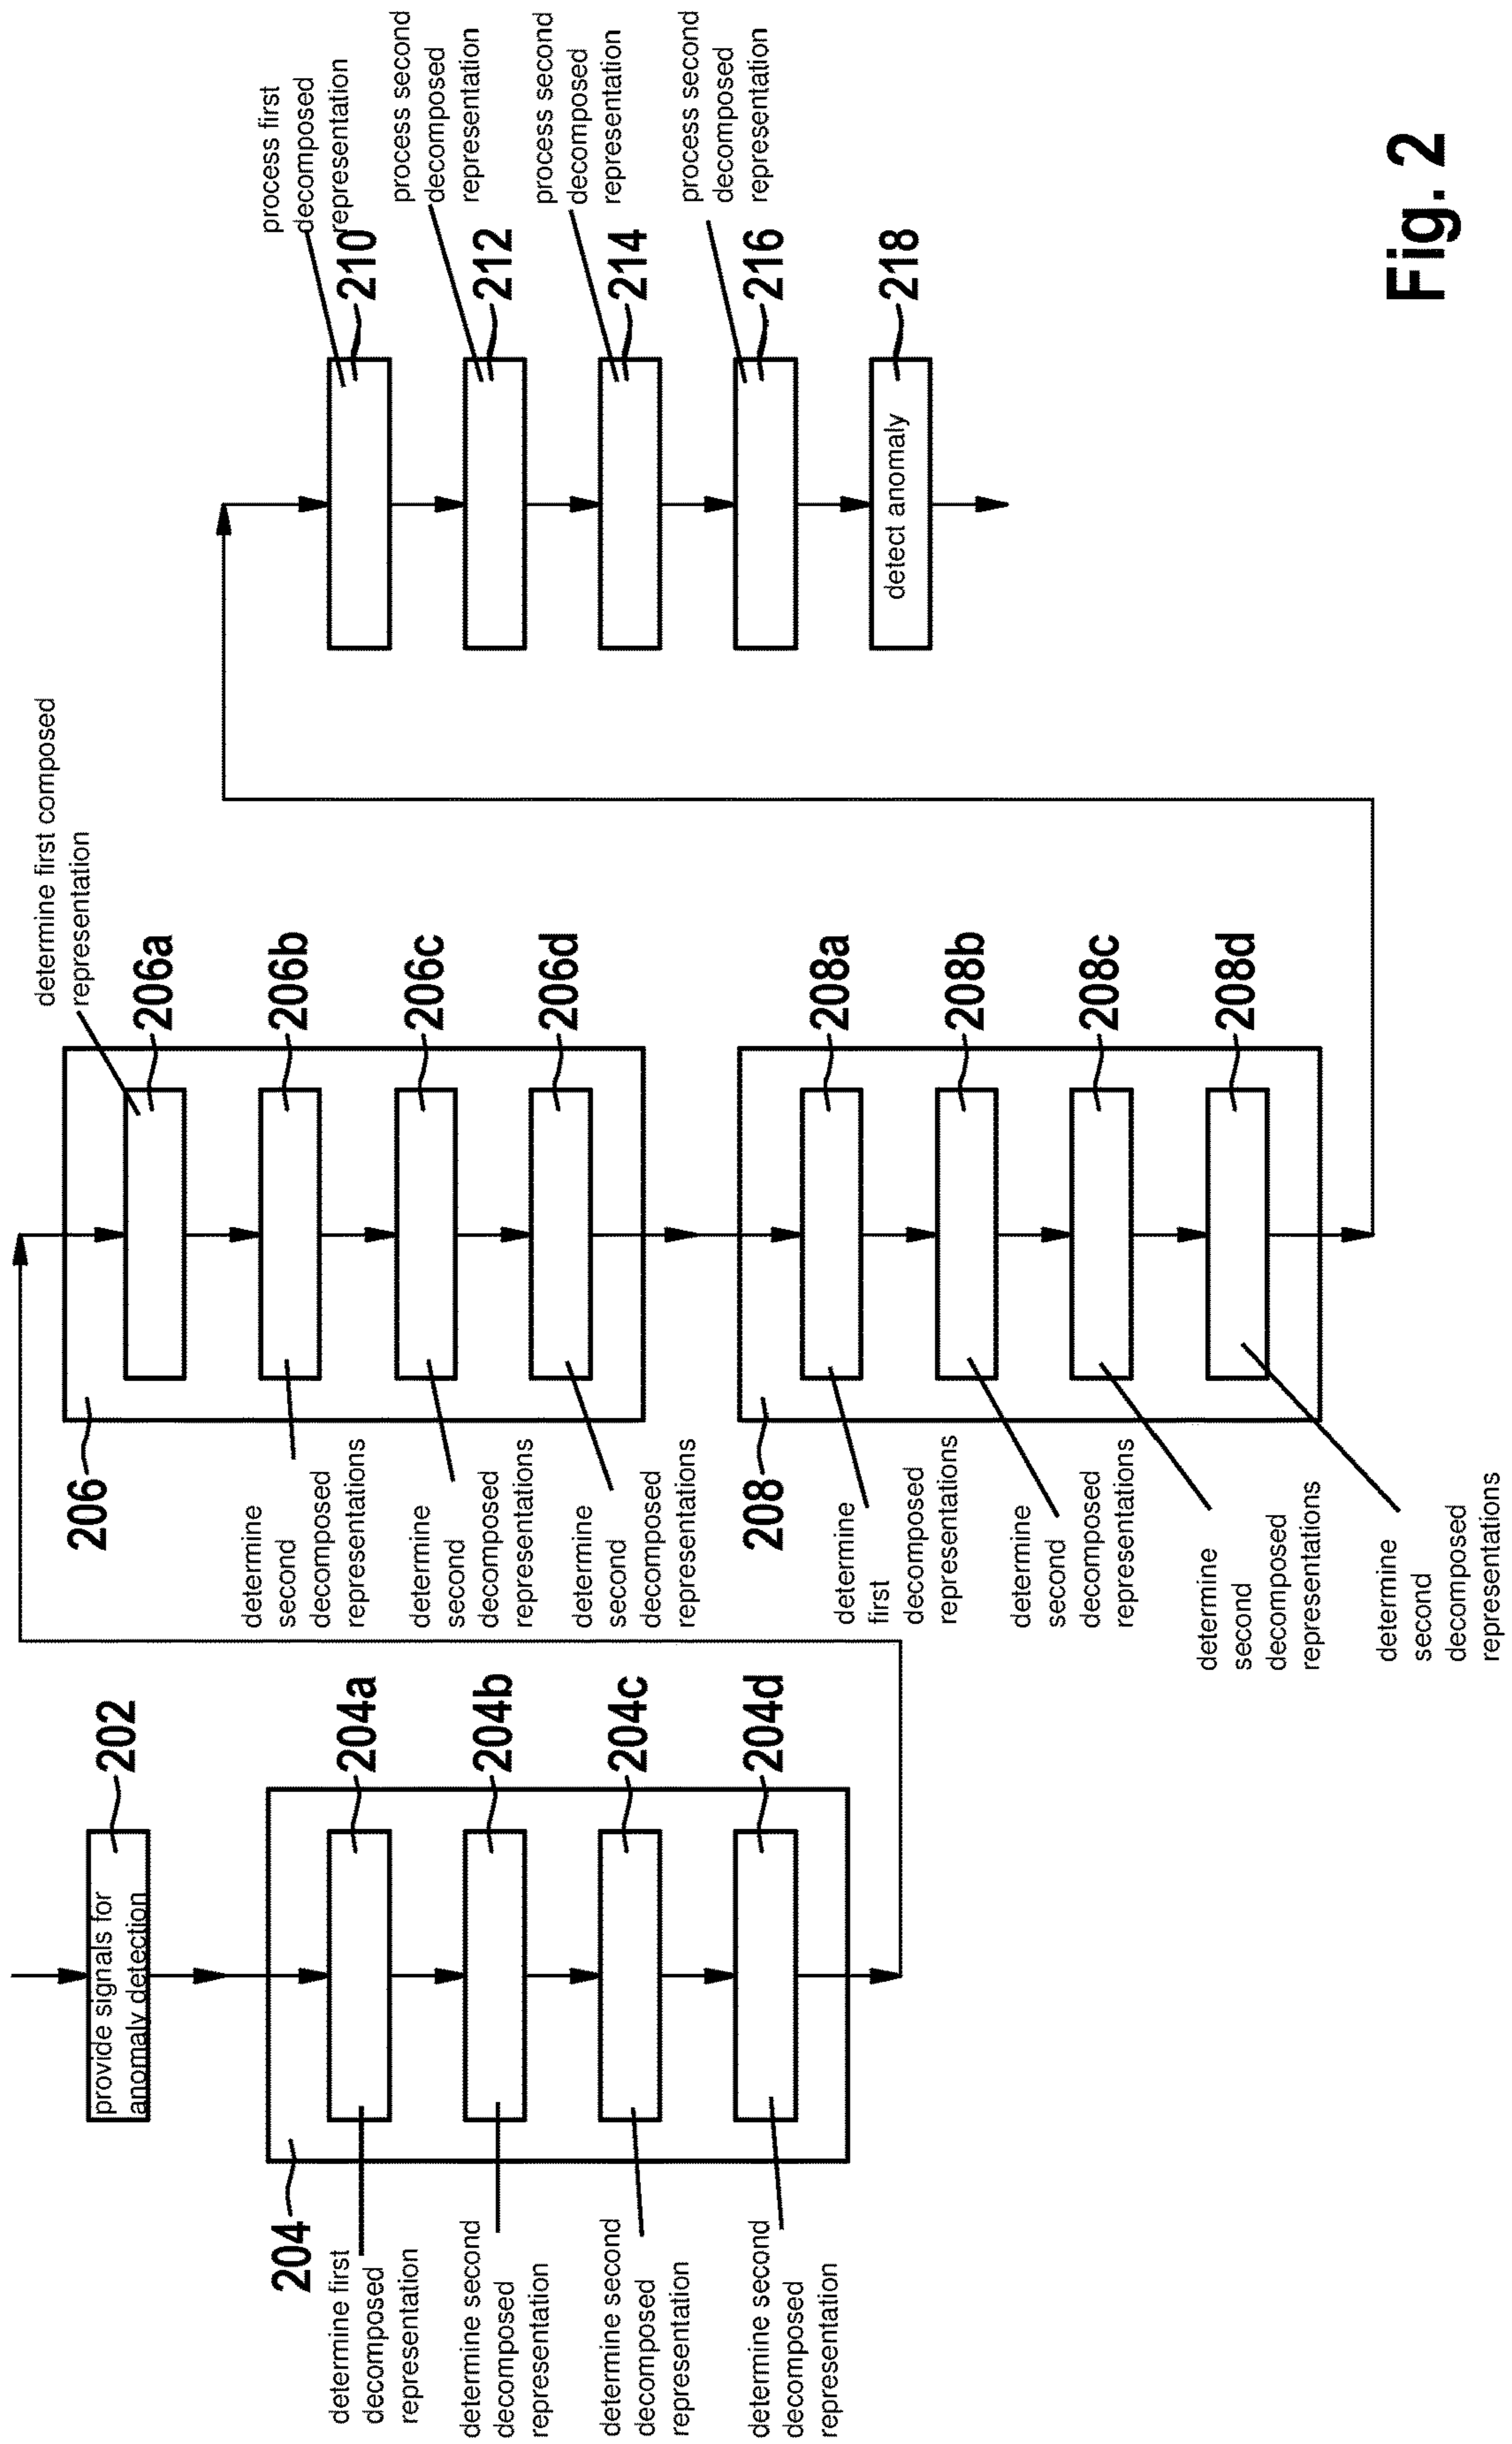 provide signals for
anomaly detection
202
204
204a
determine first
decomposed
representation
204b
determine second
decomposed
representation
204c
determine second
decomposed
representation
204d
determine second
decomposed
representation
206
determine first composed
representation
206a
206b
determine
second
decomposed
representations
206c
determine
second
decomposed
representations
206d
determine
second
decomposed
representations
208
208a
determine
first
decomposed
representations
208b
determine
second
decomposed
representations
208c
determine
second
decomposed
representations
208d
determine
second
decomposed
representations
process first
decomposed
representation
210
process second
decomposed
representation
212
process second
decomposed
representation
214
process second
decomposed
representation
216
detect anomaly
218
Fig. 2